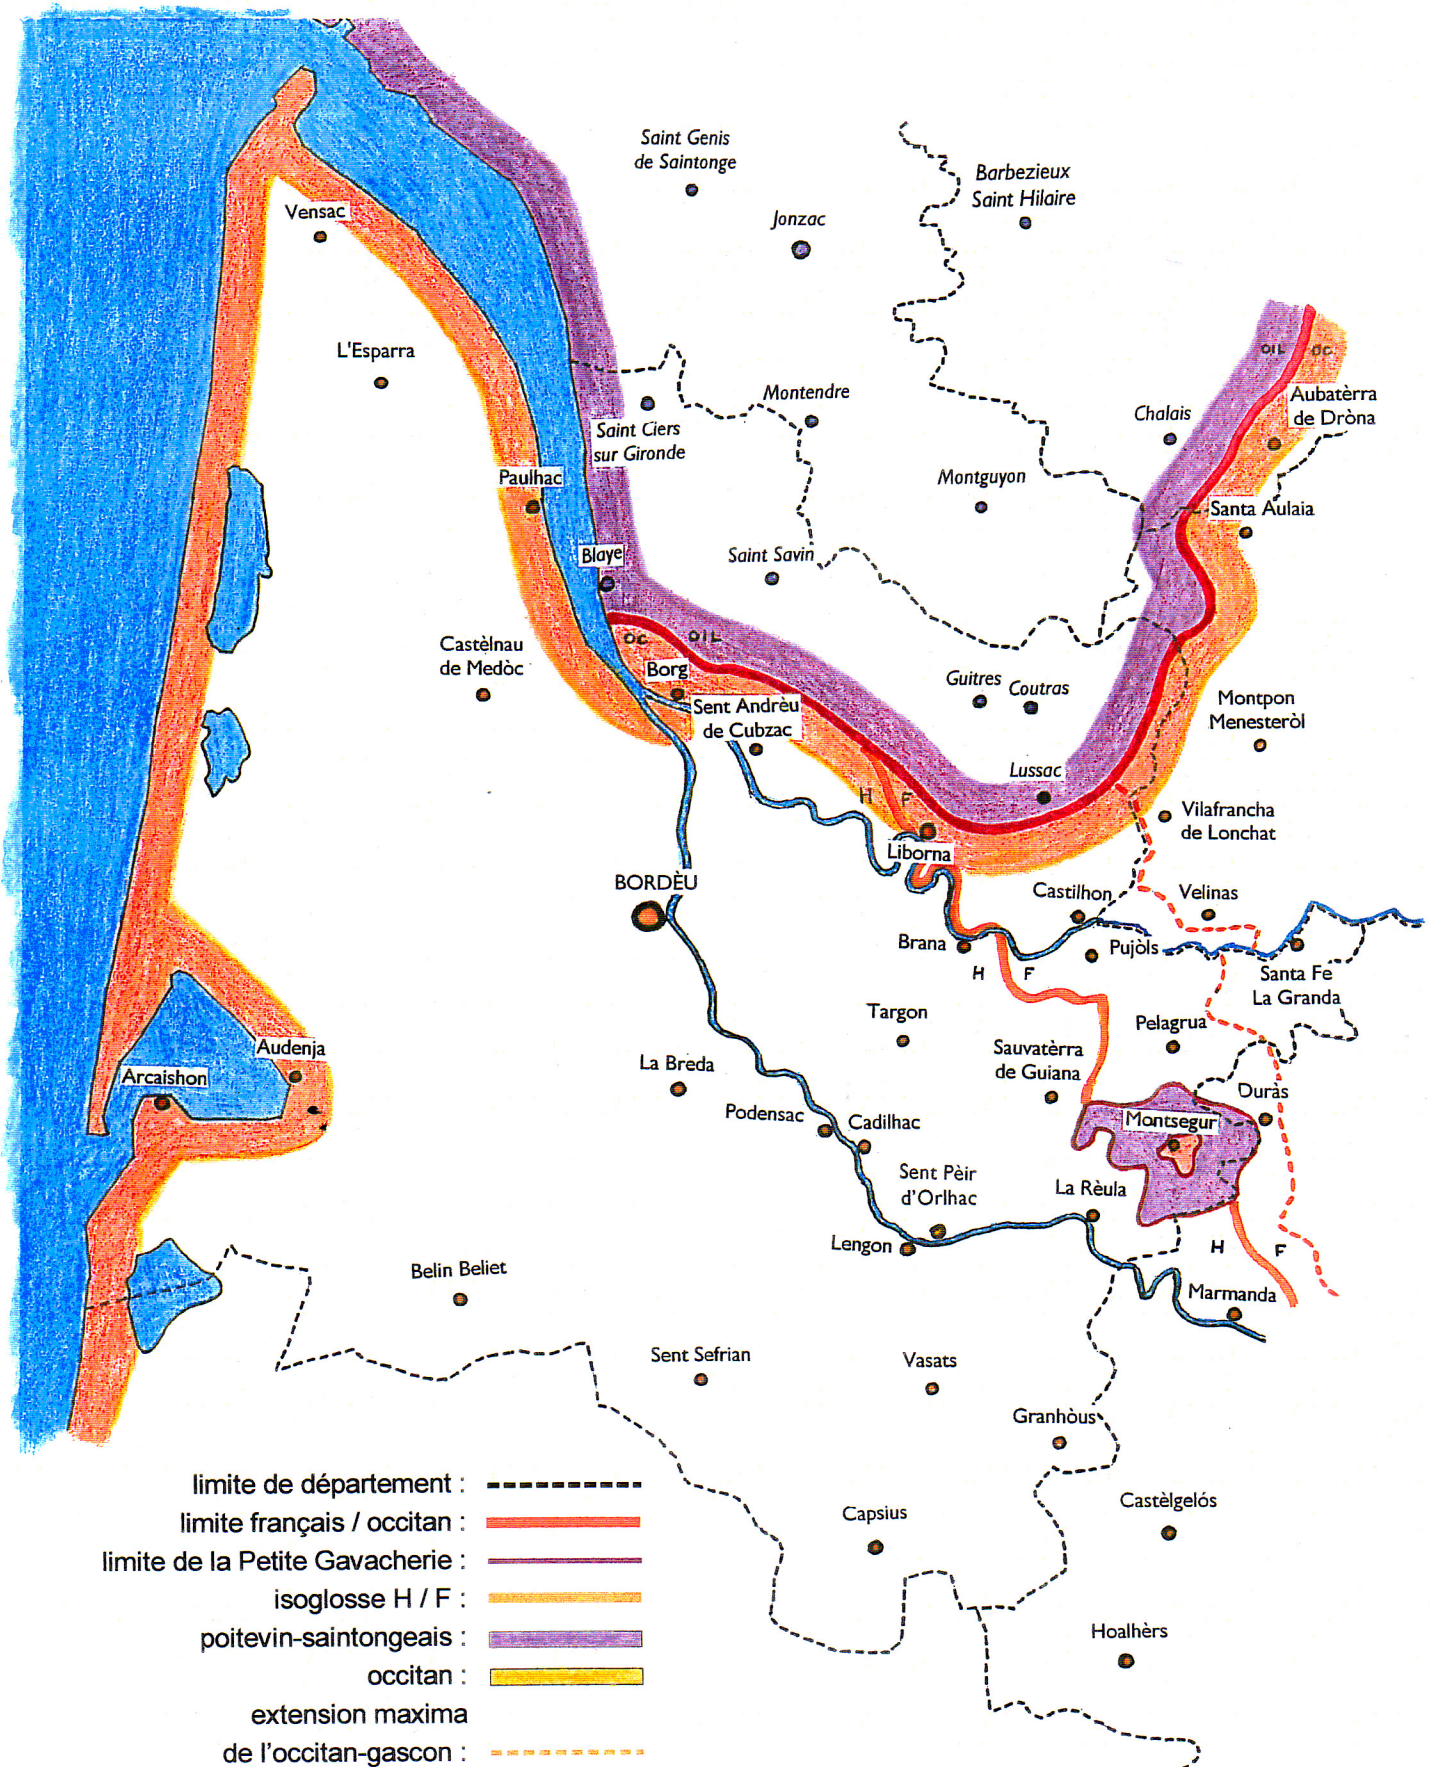 Saint Genis
de Saintonge
Barbezieux
Saint Hilaire
Jonzac
Vensac
L'Esparra
OIL
OC
Aubatèrra
de Dròna
Montendre
Chalais
Saint Ciers
sur Gironde
Paulhac
Montguyon
Santa Aulaia
Blaye
Saint Savin
OC
OIL
Castèlnau
de Medòc
Borg
Guitres
Coutras
Sent Andrèu
de Cubzac
Montpon
Menesteròl
Lussac
H
F
Vilafrancha
de Lonchat
Liborna
BORDÈU
Castilhon
Velinas
Brana
Pujòls
H
F
Santa Fe
La Granda
Targon
Pelagrua
Audenja
Sauvatèrra
de Guiana
La Breda
Arcaishon
Duràs
Podensac
Cadilhac
Montsegur
Sent Pèir
d'Orlhac
La Rèula
Lengon
H
F
Belin Beliet
Marmanda
Sent Sefrian
Vasats
Granhòus
limite de département :
Castèlgelós
Capsius
limite français / occitan :
limite de la Petite Gavacherie :
isoglosse H / F :
poitevin-saintongeais :
Hoalhèrs
occitan :
extension maxima
de l'occitan-gascon :